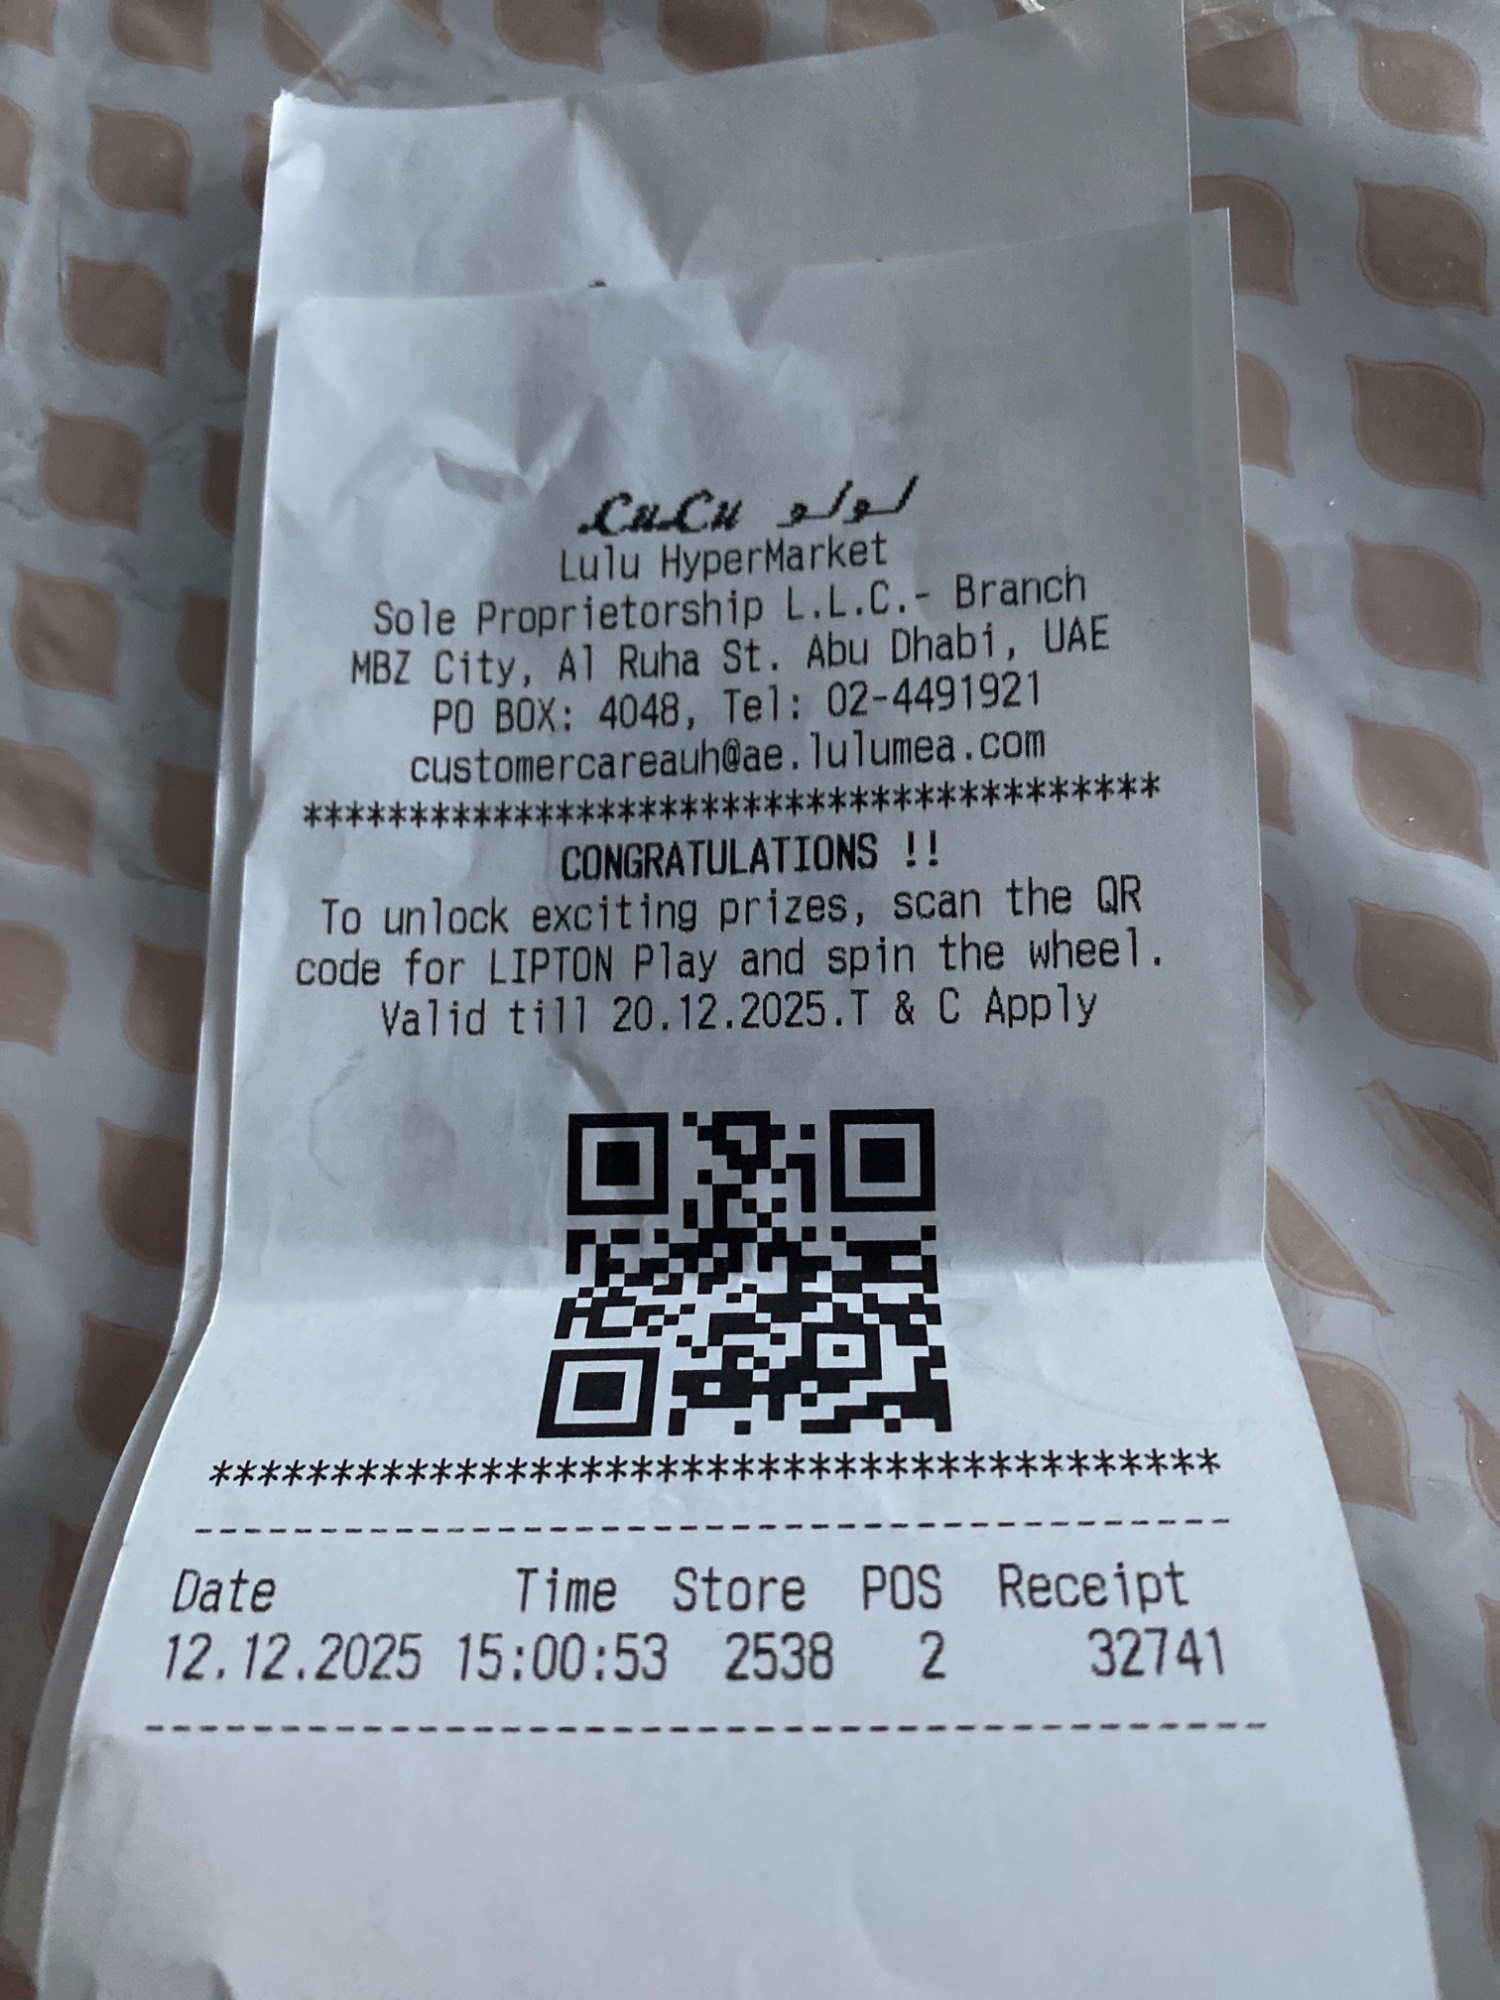 LuLu لولو
Lulu HyperMarket
Sole Proprietorship L.L.C.- Branch
MBZ City, Al Ruha St. Abu Dhabi, UAE
PO BOX: 4048, Tel: 02-4491921
customercareauh@ae.lulumea.com
****************************************
CONGRATULATIONS !!
To unlock exciting prizes, scan the QR
code for LIPTON Play and spin the wheel.
Valid till 20.12.2025.T & C Apply
****************************************
----------------------------------------
Date Time Store POS Receipt
12.12.2025 15:00:53 2538 2 32741
----------------------------------------